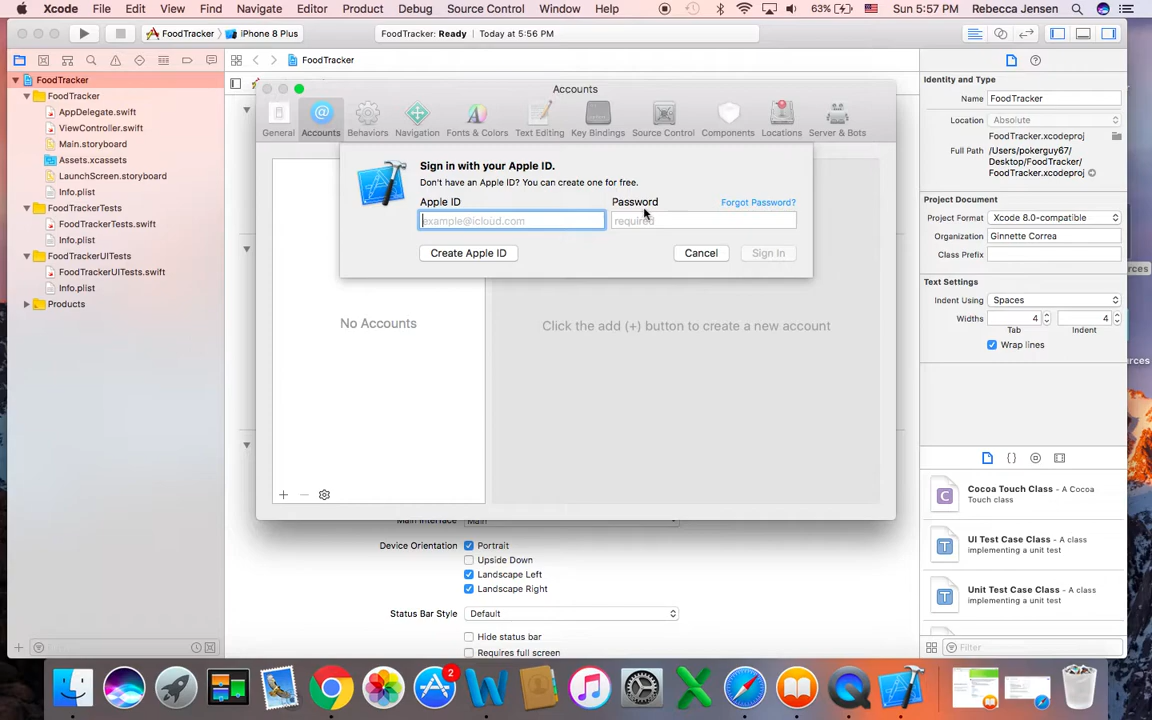 Xcode File Edit View Find Navigate Editor Product Debug Source Control Window Help 63% Sun 5:57 PM Rebecca Jensen
FoodTracker iPhone 8 Plus FoodTracker: Ready Today at 5:56 PM
FoodTracker
FoodTracker
FoodTracker
AppDelegate.swift
ViewController.swift
Main.storyboard
Assets.xcassets
LaunchScreen.storyboard
Info.plist
FoodTrackerTests
FoodTrackerTests.swift
Info.plist
FoodTrackerUITests
FoodTrackerUITests.swift
Info.plist
Products
Accounts
General Accounts Behaviors Navigation Fonts & Colors Text Editing Key Bindings Source Control Components Locations Server & Bots
Sign in with your Apple ID.
Don't have an Apple ID? You can create one for free.
Apple ID Password Forgot Password?
example@icloud.com required
Create Apple ID Cancel Sign In
No Accounts
Click the add (+) button to create a new account
Main Interface Main
Device Orientation Portrait
Upside Down
Landscape Left
Landscape Right
Status Bar Style Default
Hide status bar
Requires full screen
Identity and Type
Name FoodTracker
Location Absolute
FoodTracker.xcodeproj
Full Path /Users/pokerguy67/
Desktop/FoodTracker/
FoodTracker.xcodeproj
Project Document
Project Format Xcode 8.0-compatible
Organization Ginnette Correa
Class Prefix
Text Settings
Indent Using Spaces
Widths 4 4
Tab Indent
Wrap lines
{ }
C
Cocoa Touch Class - A Cocoa
Touch class
T
UI Test Case Class - A class
implementing a unit test
T
Unit Test Case Class - A class
implementing a unit test
Filter
2